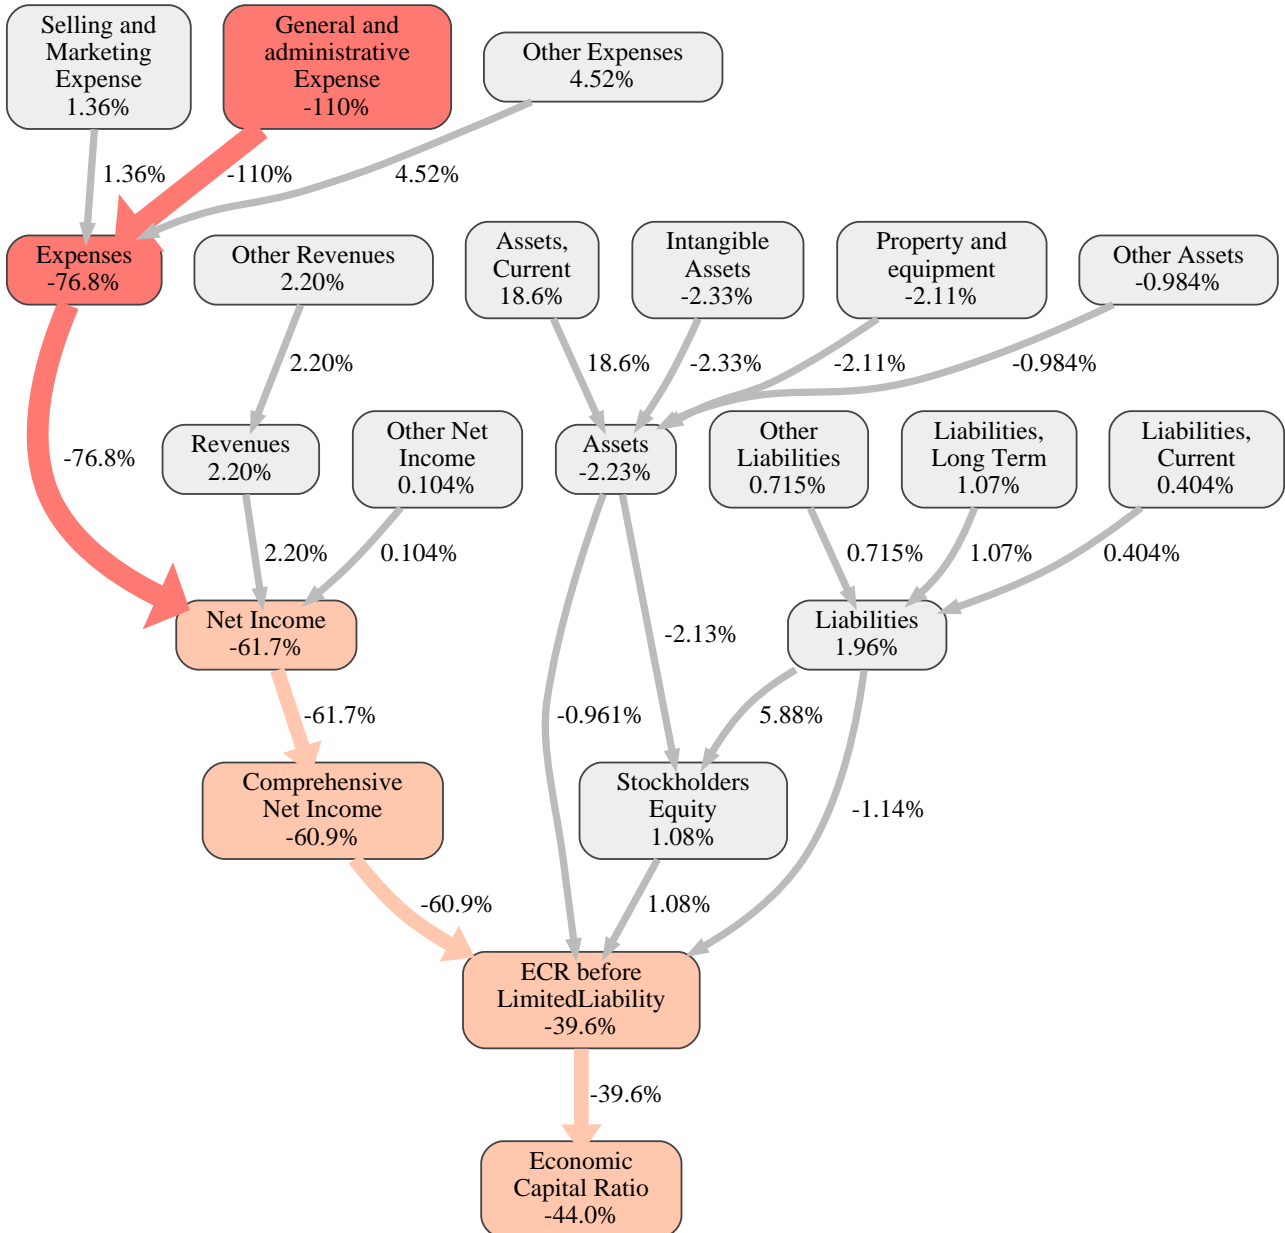 Selling and
Marketing
Expense
1.36%
General and
administrative
Expense
-110%
Other Expenses
4.52%
1.36%
-110%
4.52%
Expenses
-76.8%
Other Revenues
2.20%
Assets,
Current
18.6%
Intangible
Assets
-2.33%
Property and
equipment
-2.11%
Other Assets
-0.984%
2.20%
18.6%
-2.33%
-2.11%
-0.984%
-76.8%
Revenues
2.20%
Other Net
Income
0.104%
Assets
-2.23%
Other
Liabilities
0.715%
Liabilities,
Long Term
1.07%
Liabilities,
Current
0.404%
2.20%
0.104%
0.715%
1.07%
0.404%
Net Income
-61.7%
-2.13%
Liabilities
1.96%
-61.7%
-0.961%
5.88%
Comprehensive
Net Income
-60.9%
Stockholders
Equity
1.08%
-1.14%
-60.9%
1.08%
ECR before
LimitedLiability
-39.6%
-39.6%
Economic
Capital Ratio
-44.0%